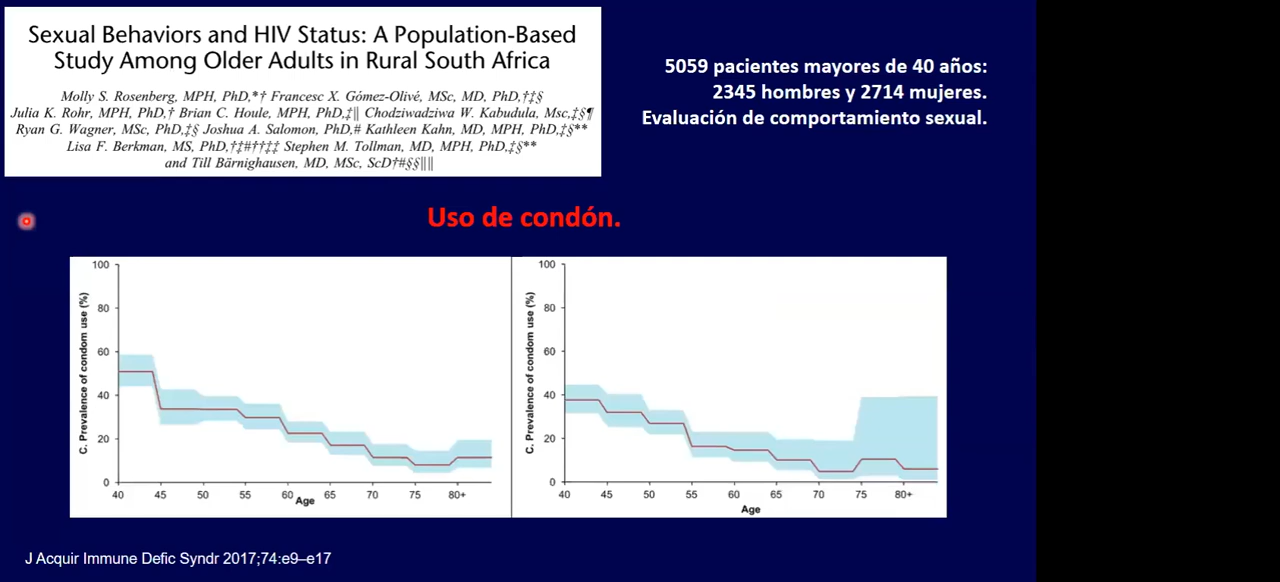 Sexual Behaviors and HIV Status: A Population-Based
Study Among Older Adults in Rural South Africa
Molly S. Rosenberg, MPH, PhD,*† Francesc X. Gómez-Olivé, MSc, MD, PhD,†‡§
Julia K. Rohr, MPH, PhD,† Brian C. Houle, MPH, PhD,‡‖ Chodziwadziwa W. Kabudula, Msc,‡§¶
Ryan G. Wagner, MSc, PhD,‡§ Joshua A. Salomon, PhD,# Kathleen Kahn, MD, MPH, PhD,‡§**
Lisa F. Berkman, MS, PhD,†‡#††‡‡ Stephen M. Tollman, MD, MPH, PhD,‡§**
and Till Bärnighausen, MD, MSc, ScD†#§§‖‖
5059 pacientes mayores de 40 años:
2345 hombres y 2714 mujeres.
Evaluación de comportamiento sexual.
Uso de condón.
C. Prevalence of condom use (%)
100
80
60
40
20
0
40 45 50 55 60 65 70 75 80+
Age
C. Prevalence of condom use (%)
100
80
60
40
20
0
40 45 50 55 60 65 70 75 80+
Age
J Acquir Immune Defic Syndr 2017;74:e9–e17